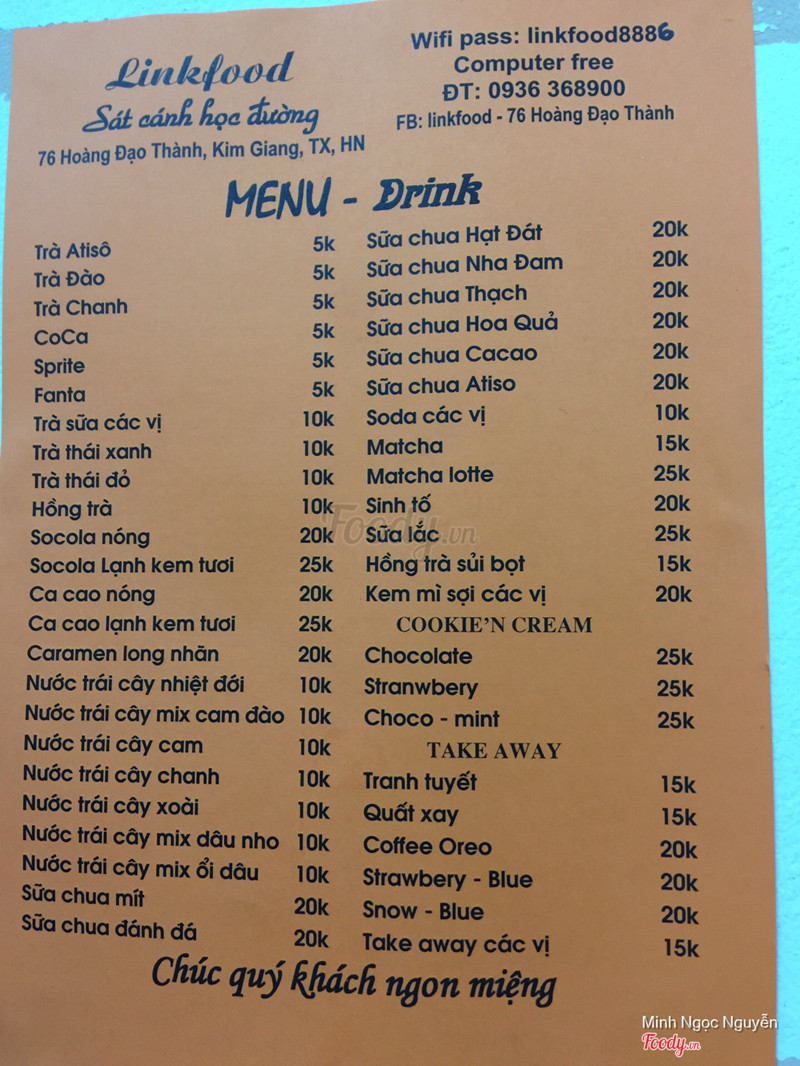 Linkfood
Sát cánh học đường
76 Hoàng Đạo Thành, Kim Giang, TX, HN
Wifi pass: linkfood8886
Computer free
ĐT: 0936 368900
FB: linkfood - 76 Hoàng Đạo Thành
MENU - Đrink
Trà Atisô 5k
Trà Đào 5k
Trà Chanh 5k
CoCa 5k
Sprite 5k
Fanta 5k
Trà sữa các vị 10k
Trà thái xanh 10k
Trà thái đỏ 10k
Hồng trà 10k
Socola nóng 20k
Socola Lạnh kem tươi 25k
Ca cao nóng 20k
Ca cao lạnh kem tươi 25k
Caramen long nhãn 20k
Nước trái cây nhiệt đới 10k
Nước trái cây mix cam đào 10k
Nước trái cây cam 10k
Nước trái cây chanh 10k
Nước trái cây xoài 10k
Nước trái cây mix dâu nho 10k
Nước trái cây mix ổi dâu 10k
Sữa chua mít 20k
Sữa chua đánh đá 20k
Sữa chua Hạt Đát 20k
Sữa chua Nha Đam 20k
Sữa chua Thạch 20k
Sữa chua Hoa Quả 20k
Sữa chua Cacao 20k
Sữa chua Atiso 20k
Soda các vị 10k
Matcha 15k
Matcha lotte 25k
Sinh tố 20k
Sữa lắc 25k
Hồng trà sủi bọt 15k
Kem mì sợi các vị 20k
COOKIE'N CREAM
Chocolate 25k
Stranwbery 25k
Choco - mint 25k
TAKE AWAY
Tranh tuyết 15k
Quất xay 15k
Coffee Oreo 20k
Strawbery - Blue 20k
Snow - Blue 20k
Take away các vị 15k
Chúc quý khách ngon miệng
Foody.vn
Minh Ngọc Nguyễn
Foody.vn